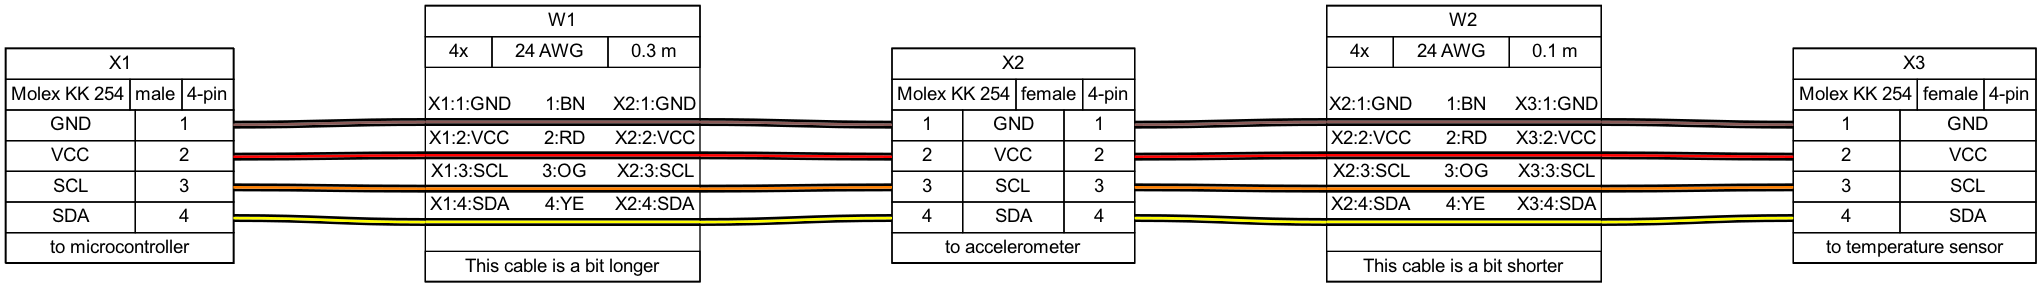 X1
Molex KK 254 male 4-pin
GND 1
VCC 2
SCL 3
SDA 4
to microcontroller
W1
4x 24 AWG 0.3 m
X1:1:GND 1:BN X2:1:GND
X1:2:VCC 2:RD X2:2:VCC
X1:3:SCL 3:OG X2:3:SCL
X1:4:SDA 4:YE X2:4:SDA
This cable is a bit longer
X2
Molex KK 254 female 4-pin
1 GND 1
2 VCC 2
3 SCL 3
4 SDA 4
to accelerometer
W2
4x 24 AWG 0.1 m
X2:1:GND 1:BN X3:1:GND
X2:2:VCC 2:RD X3:2:VCC
X2:3:SCL 3:OG X3:3:SCL
X2:4:SDA 4:YE X3:4:SDA
This cable is a bit shorter
X3
Molex KK 254 female 4-pin
1 GND
2 VCC
3 SCL
4 SDA
to temperature sensor